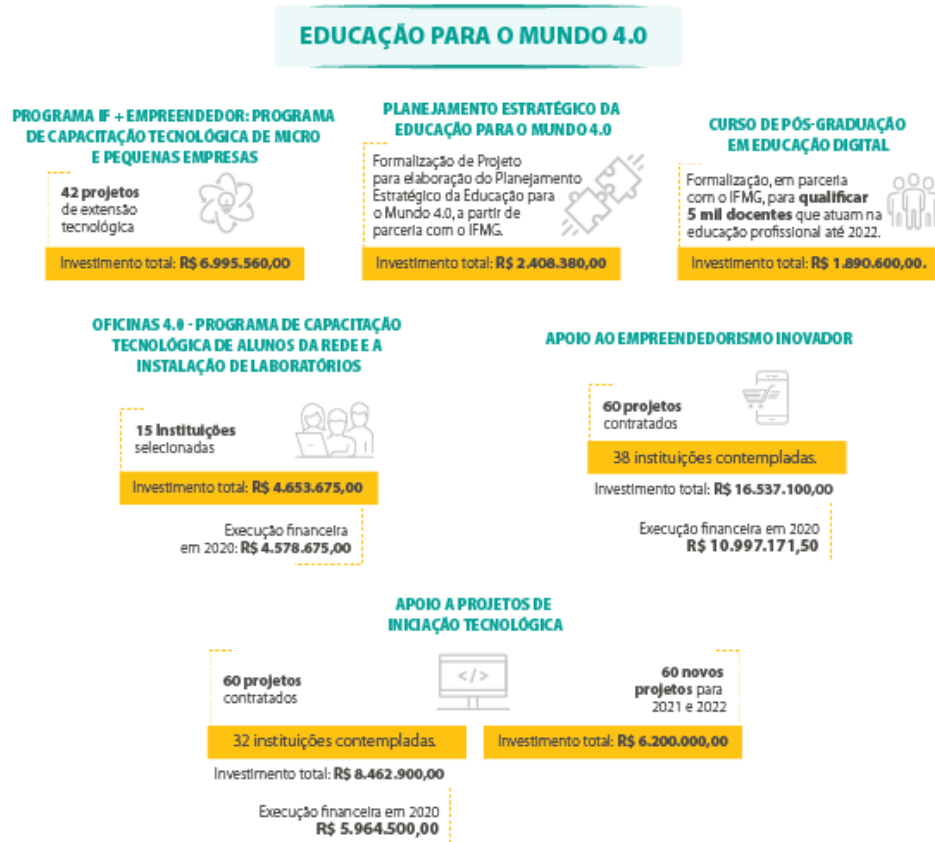 EDUCAÇÃO PARA O MUNDO 4.0
PROGRAMA IF + EMPREENDEDOR: PROGRAMA
DE CAPACITAÇÃO TECNOLÓGICA DE MICRO
E PEQUENAS EMPRESAS
42 projetos
de extensão
tecnológica
Investimento total: R$ 6.995.560,00
PLANEJAMENTO ESTRATÉGICO DA
EDUCAÇÃO PARA O MUNDO 4.0
Formalização de Projeto
para elaboração do Planejamento
Estratégico da Educação para
o Mundo 4.0, a partir de
parceria com o IFMG.
Investimento total: R$ 2.408.380,00
CURSO DE PÓS-GRADUAÇÃO
EM EDUCAÇÃO DIGITAL
Formalização, em parceria
com o IFMG, para qualificar
5 mil docentes que atuam na
educação profissional até 2022.
Investimento total: R$ 1.890.600,00.
OFICINAS 4.0 - PROGRAMA DE CAPACITAÇÃO
TECNOLÓGICA DE ALUNOS DA REDE E A
INSTALAÇÃO DE LABORATÓRIOS
15 Instituições
selecionadas
Investimento total: R$ 4.653.675,00
Execução financeira
em 2020: R$ 4.578.675,00
APOIO AO EMPREENDEDORISMO INOVADOR
60 projetos
contratados
38 instituições contempladas.
Investimento total: R$ 16.537.100,00
Execução financeira em 2020
R$ 10.997.171,50
APOIO A PROJETOS DE
INICIAÇÃO TECNOLÓGICA
60 projetos
contratados
32 instituições contempladas.
Investimento total: R$ 8.462.900,00
Execução financeira em 2020
R$ 5.964.500,00
</>
60 novos
projetos para
2021 e 2022
Investimento total: R$ 6.200.000,00